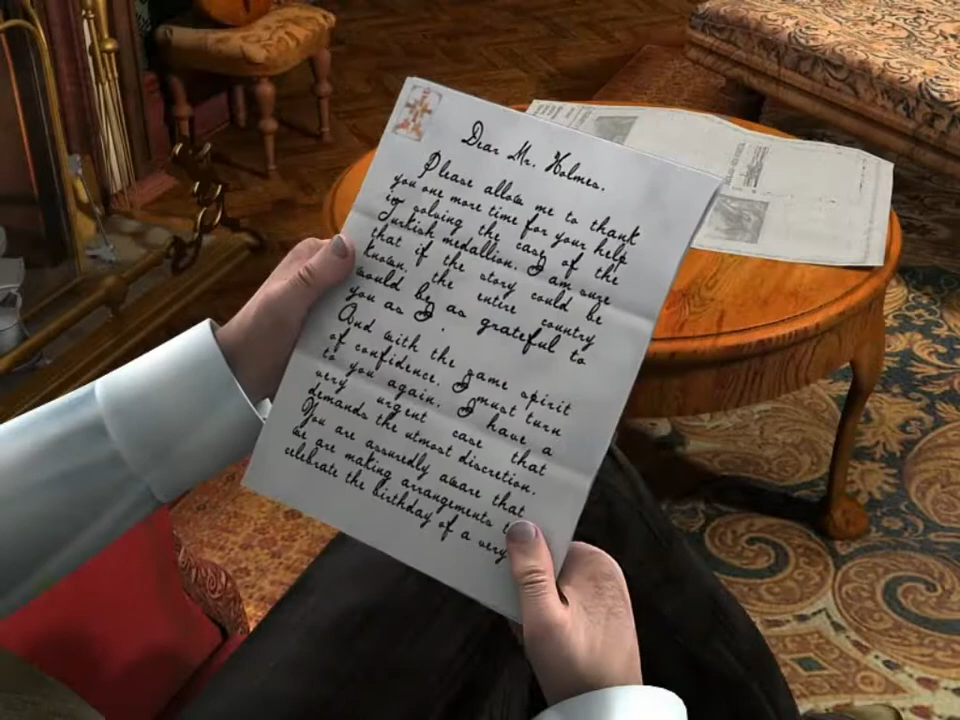 Dear Mr. Holmes.
Please allow me to thank
you one more time for your help
in solving the case of the
Turkish medallion. I am sure
that if the story could be
known, the entire country
would be as grateful to
you as I.
And with the same spirit
of confidence. I must turn
to you again. I have a
very urgent case that
demands the utmost discretion.
You are assuredly aware that
we are making arrangements
celebrate the birthday of a very